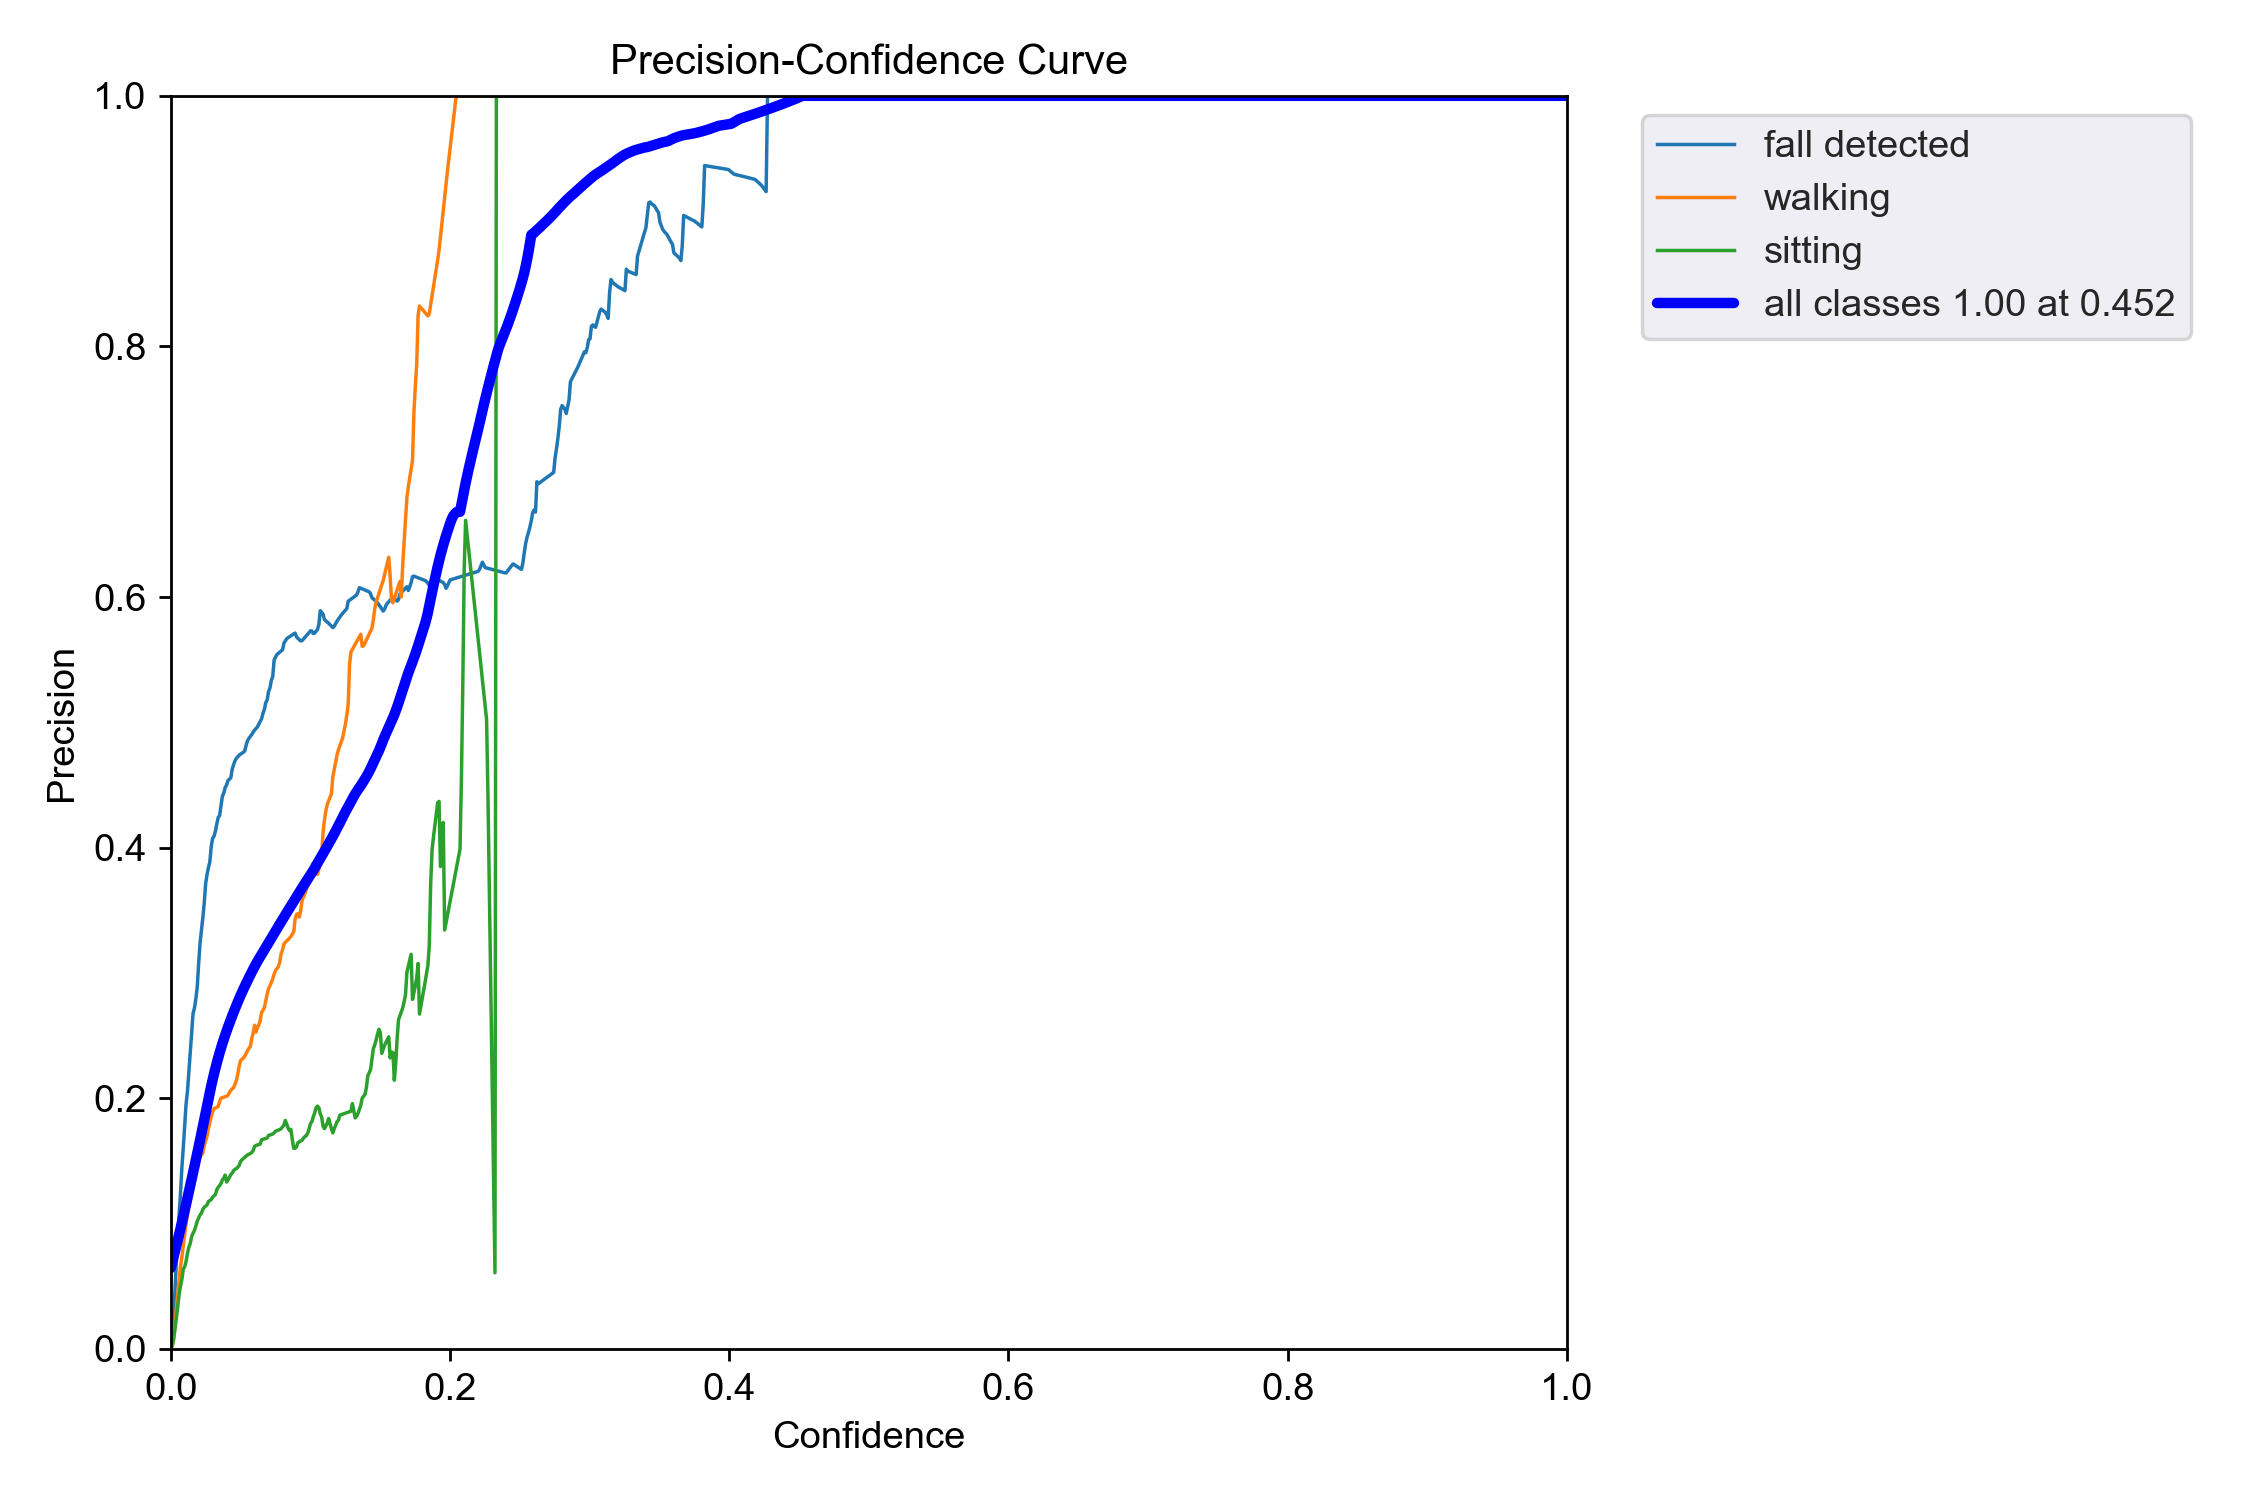 Precision-Confidence Curve
1.0
0.8
0.6
0.4
0.2
0.0
Precision
0.0 0.2 0.4 0.6 0.8 1.0
Confidence
fall detected
walking
sitting
all classes 1.00 at 0.452